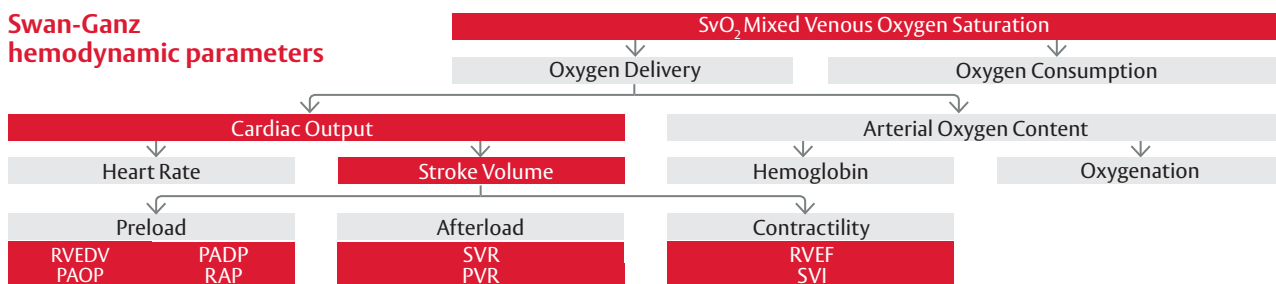 Swan-Ganz
hemodynamic parameters
SvO₂ Mixed Venous Oxygen Saturation
Oxygen Delivery
Oxygen Consumption
Cardiac Output
Arterial Oxygen Content
Heart Rate
Stroke Volume
Hemoglobin
Oxygenation
Preload
Afterload
Contractility
RVEDV PADP
PAOP RAP
SVR
PVR
RVEF
SVI